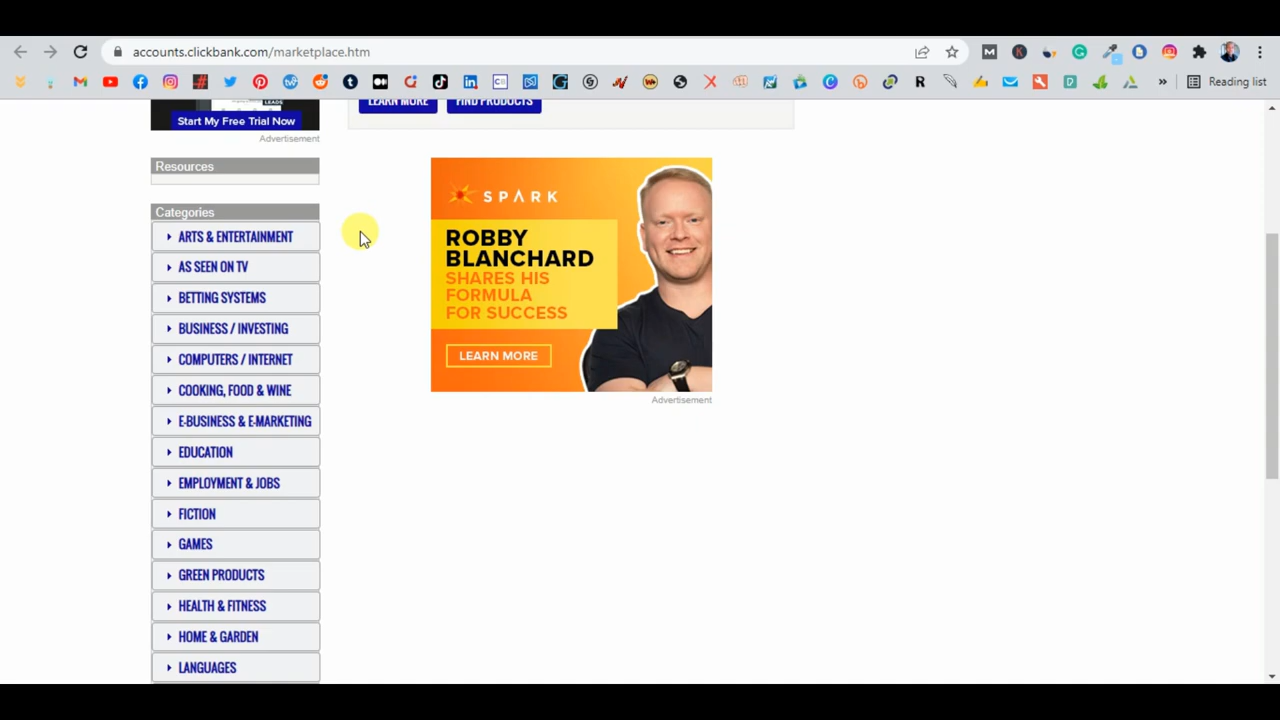 accounts.clickbank.com/marketplace.htm
Reading list
LEARN MORE
FIND PRODUCTS
LEADS
Start My Free Trial Now
Advertisement
Resources
Categories
ARTS & ENTERTAINMENT
AS SEEN ON TV
BETTING SYSTEMS
BUSINESS / INVESTING
COMPUTERS / INTERNET
COOKING, FOOD & WINE
E-BUSINESS & E-MARKETING
EDUCATION
EMPLOYMENT & JOBS
FICTION
GAMES
GREEN PRODUCTS
HEALTH & FITNESS
HOME & GARDEN
LANGUAGES
SPARK
ROBBY
BLANCHARD
SHARES HIS
FORMULA
FOR SUCCESS
LEARN MORE
Advertisement